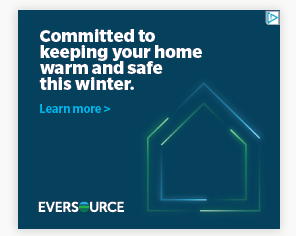 Committed to
keeping your home
warm and safe
this winter.
Learn more >
EVERSOURCE